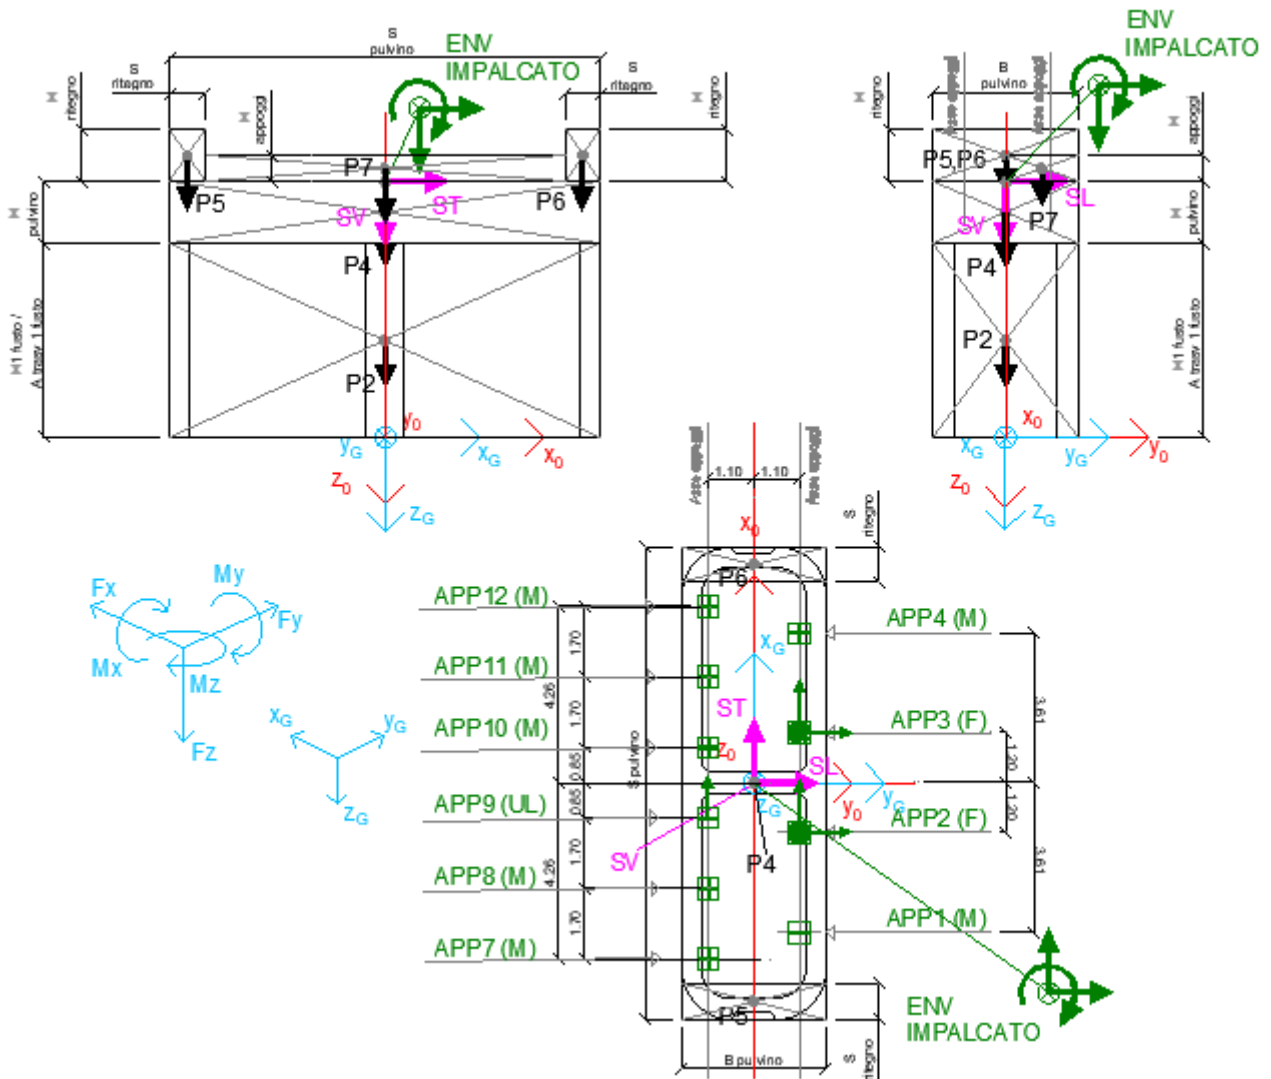 S
pulvino
ENV
IMPALCATO
S
ritegno
S
ritegno
H
ritegno
H
appoggi
H
ritegno
P7
P5
ST
P6
SV
H
pulvino
P4
H1 fusto /
A trasv. 1 fusto
P2
y0
yG
xG
x0
z0
zG
ENV
IMPALCATO
B
pulvino
H
ritegno
H
appoggi
P5,P6
SL
P7
SV
H
pulvino
P4
P2
H1 fusto /
A trasv. 1 fusto
x0
xG
yG
y0
z0
zG
1.10
1.10
x0
S
ritegno
P6
Fx
My
Fy
Mx
Mz
Fz
xG
yG
zG
APP12 (M)
APP4 (M)
1.70
APP11 (M)
xG
4.26
3.61
1.70
ST
APP3 (F)
APP10 (M)
z0
1.20
0.85
S pulvino
SL
zG
y0
yG
0.85
1.20
APP9 (UL)
APP2 (F)
SV
P4
1.70
4.26
3.61
APP8 (M)
APP1 (M)
1.70
APP7 (M)
P5
ENV
IMPALCATO
B pulvino
S
ritegno